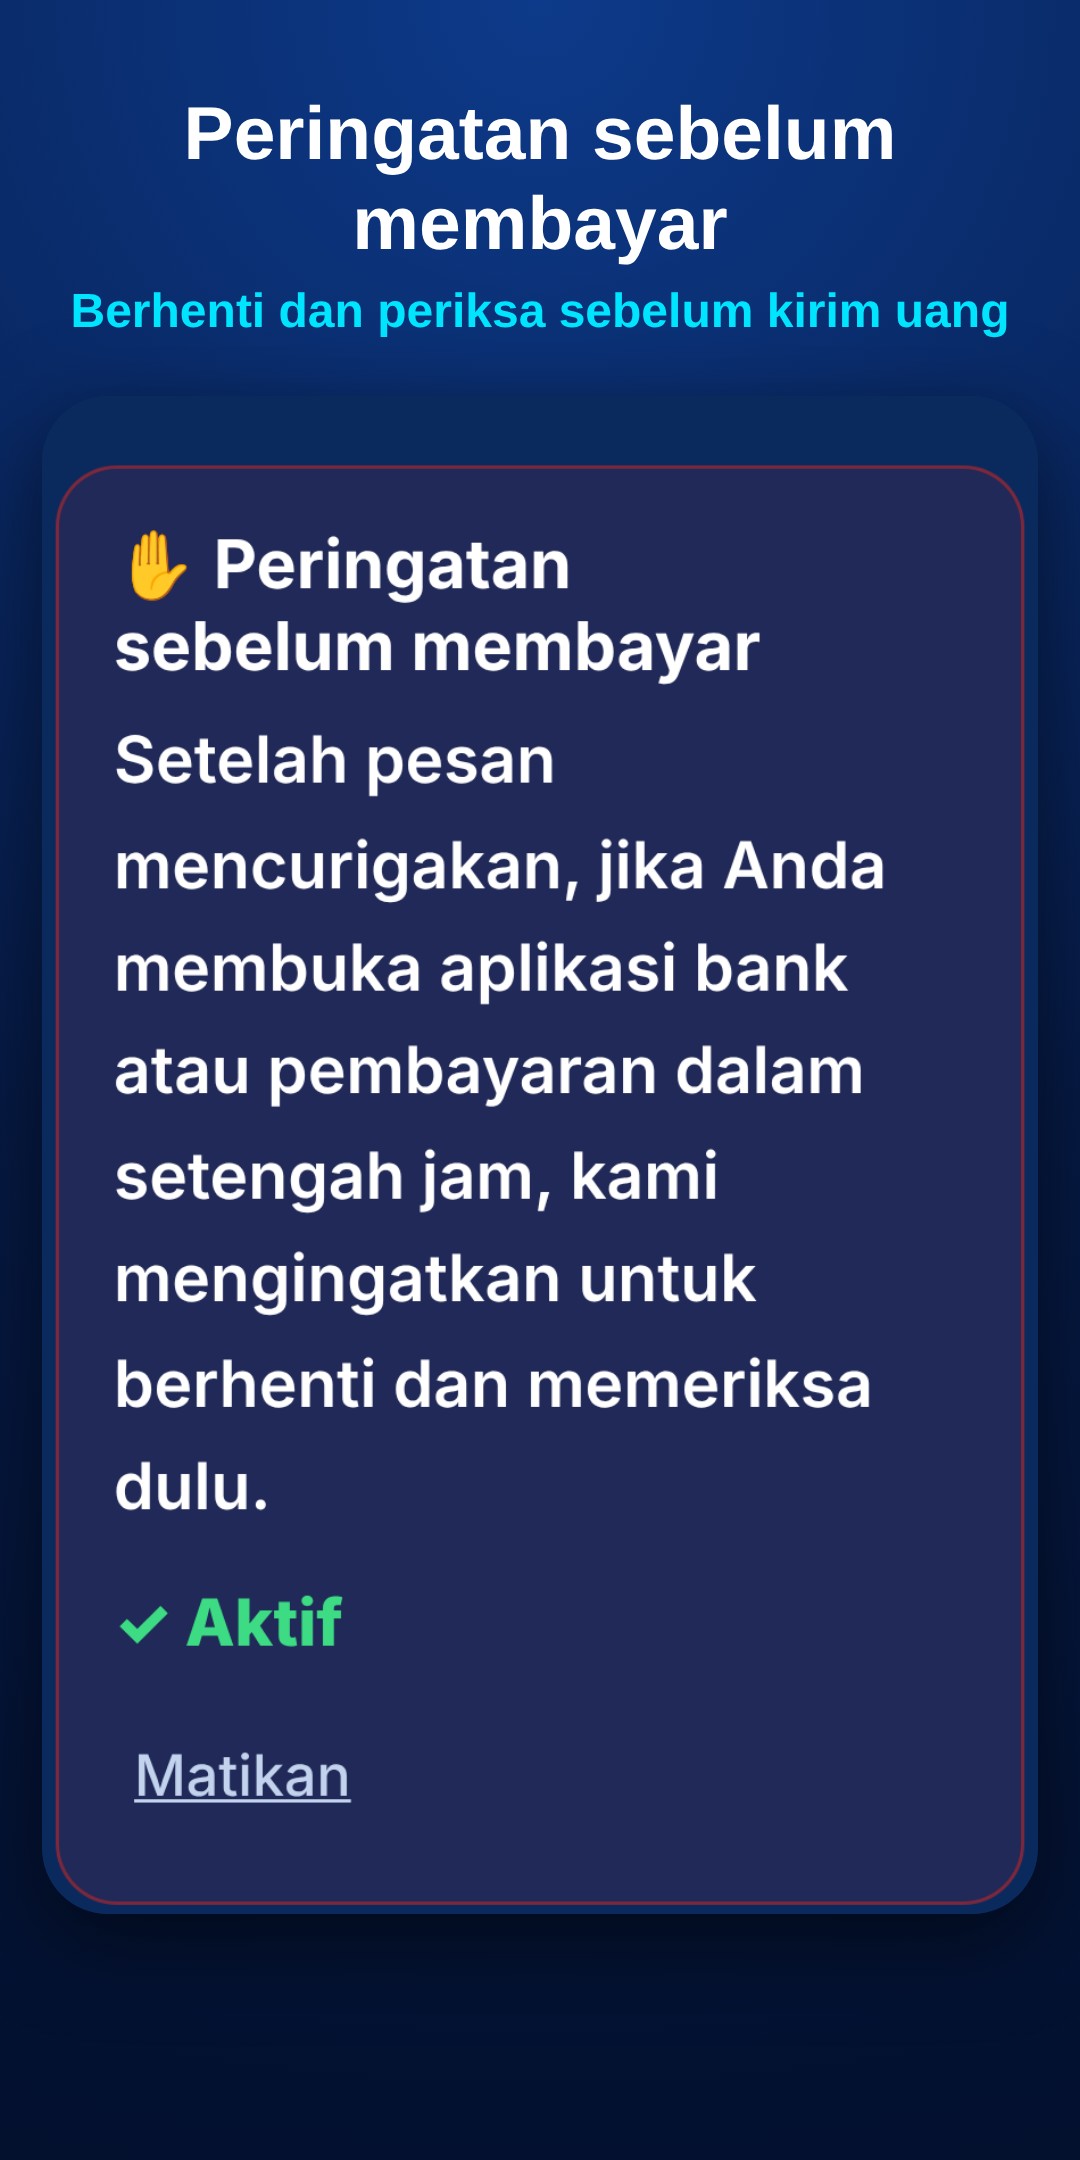 Peringatan sebelum
membayar
Berhenti dan periksa sebelum kirim uang
✋ Peringatan
sebelum membayar
Setelah pesan
mencurigakan, jika Anda
membuka aplikasi bank
atau pembayaran dalam
setengah jam, kami
mengingatkan untuk
berhenti dan memeriksa
dulu.
✓ Aktif
Matikan